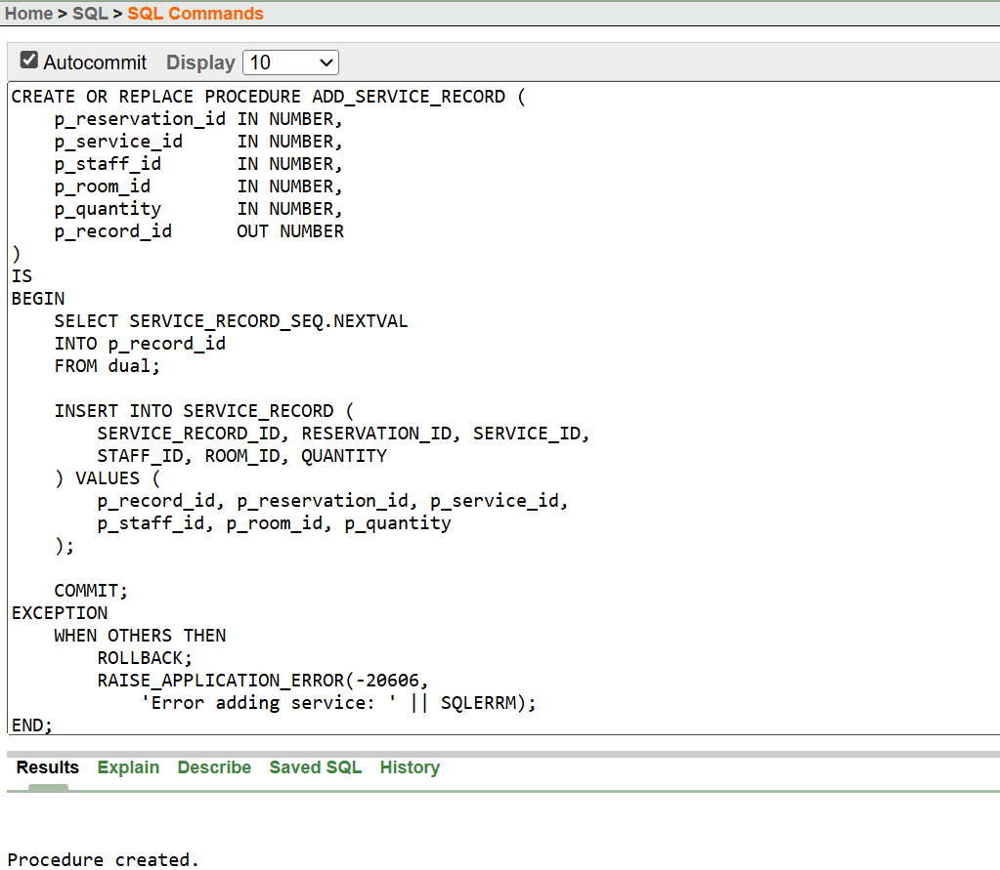 Home > SQL > SQL Commands
Autocommit Display 10
CREATE OR REPLACE PROCEDURE ADD_SERVICE_RECORD (
    p_reservation_id IN NUMBER,
    p_service_id     IN NUMBER,
    p_staff_id       IN NUMBER,
    p_room_id        IN NUMBER,
    p_quantity       IN NUMBER,
    p_record_id      OUT NUMBER
)
IS
BEGIN
    SELECT SERVICE_RECORD_SEQ.NEXTVAL
    INTO p_record_id
    FROM dual;
    INSERT INTO SERVICE_RECORD (
        SERVICE_RECORD_ID, RESERVATION_ID, SERVICE_ID,
        STAFF_ID, ROOM_ID, QUANTITY
    ) VALUES (
        p_record_id, p_reservation_id, p_service_id,
        p_staff_id, p_room_id, p_quantity
    );
    COMMIT;
EXCEPTION
    WHEN OTHERS THEN
        ROLLBACK;
        RAISE_APPLICATION_ERROR(-20606,
            'Error adding service: ' || SQLERRM);
END;
Results Explain Describe Saved SQL History
Procedure created.